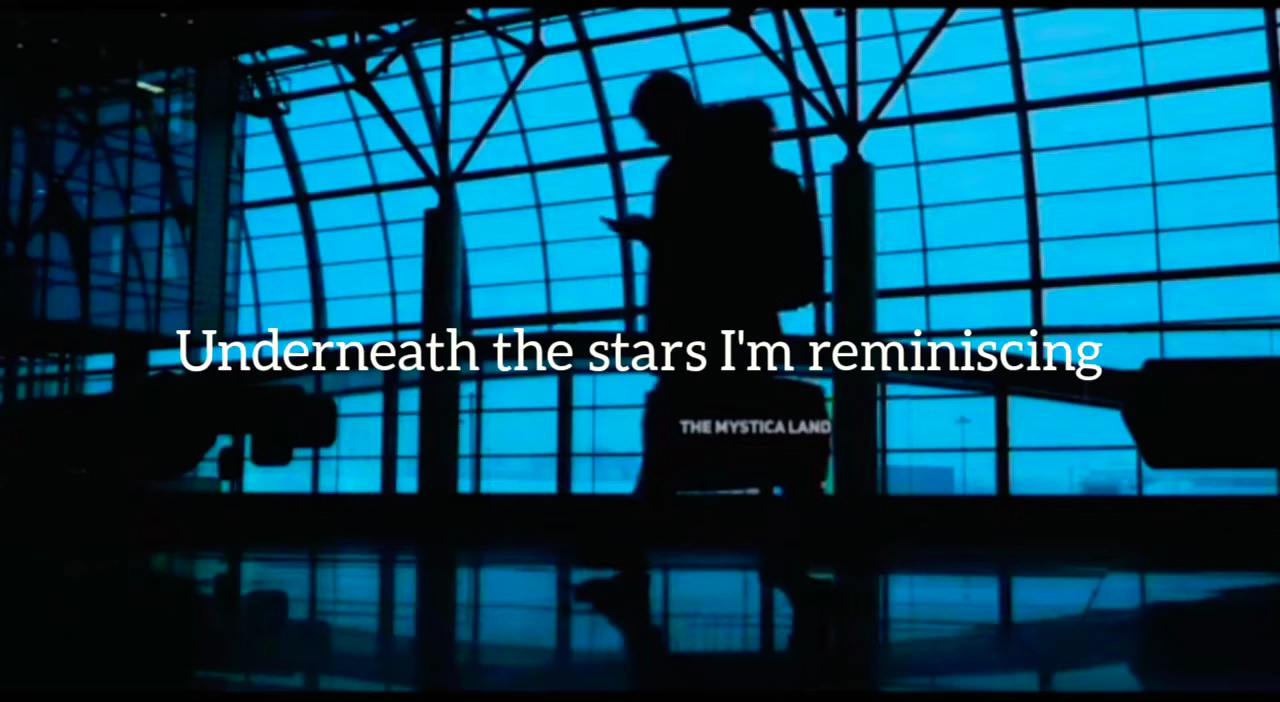 Underneath the stars I'm reminiscing
THE MYSTICA LAND